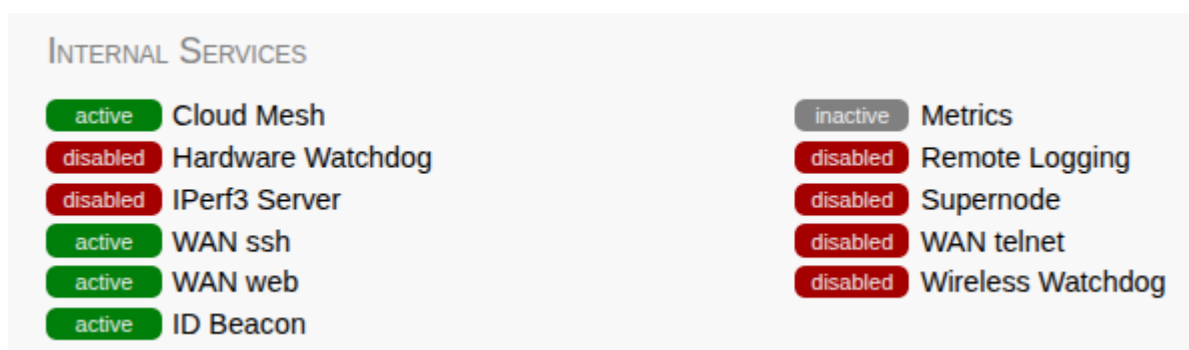 Internal Services
active Cloud Mesh
disabled Hardware Watchdog
disabled IPerf3 Server
active WAN ssh
active WAN web
active ID Beacon
inactive Metrics
disabled Remote Logging
disabled Supernode
disabled WAN telnet
disabled Wireless Watchdog